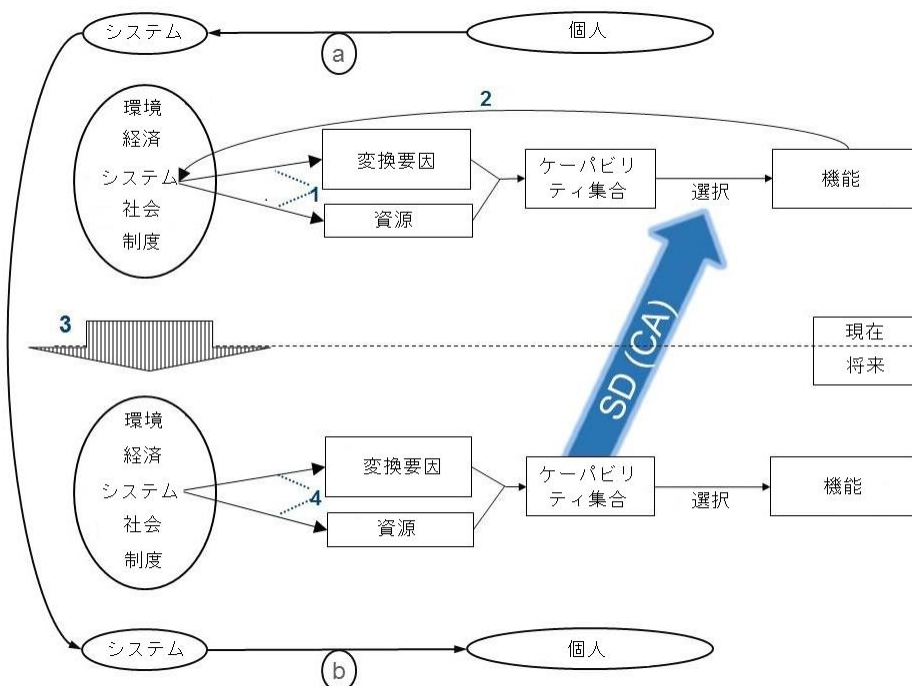 システム
個人
a
環境
経済
システム
社会
制度
2
1
変換要因
資源
ケーパビリ
ティ集合
選択
機能
3
SD (CA)
現在
将来
環境
経済
システム
社会
制度
4
変換要因
資源
ケーパビリ
ティ集合
選択
機能
システム
個人
b